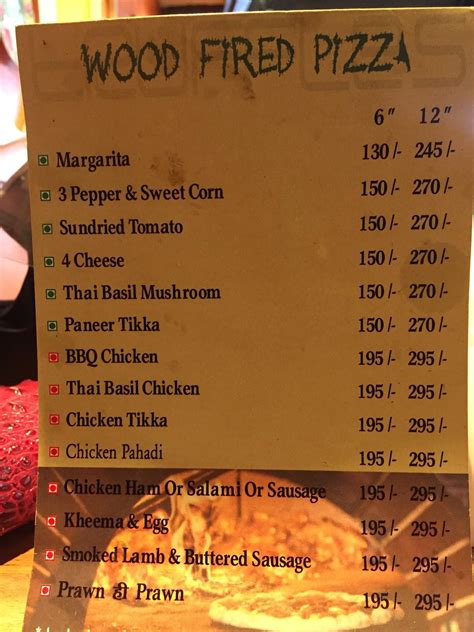 WOOD FIRED PIZZA
6" 12"
Margarita 130/- 245/-
3 Pepper & Sweet Corn 150/- 270/-
Sundried Tomato 150/- 270/-
4 Cheese 150/- 270/-
Thai Basil Mushroom 150/- 270/-
Paneer Tikka 150/- 270/-
BBQ Chicken 195/- 295/-
Thai Basil Chicken 195/- 295/-
Chicken Tikka 195/- 295/-
Chicken Pahadi 195/- 295/-
Chicken Ham Or Salami Or Sausage 195/- 295/-
Kheema & Egg 195/- 295/-
Smoked Lamb & Buttered Sausage 195/- 295/-
Prawn ही Prawn 195/- 295/-